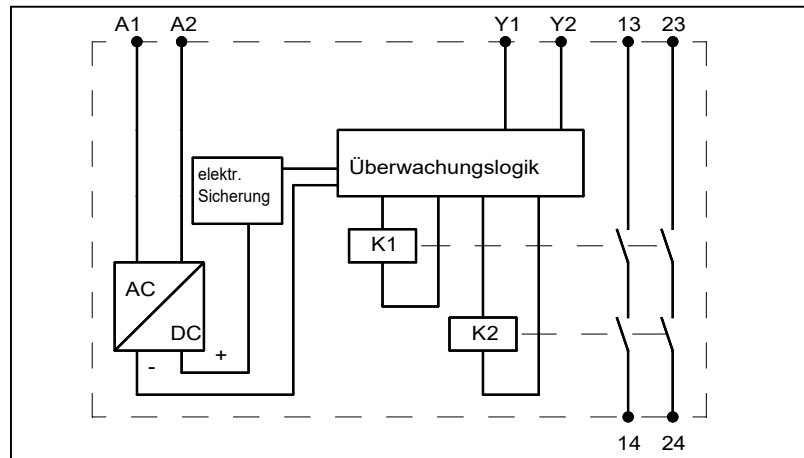 A1 A2 Y1 Y2 13 23
elektr.
Sicherung
Überwachungslogik
K1
AC
DC
K2
- +
14 24